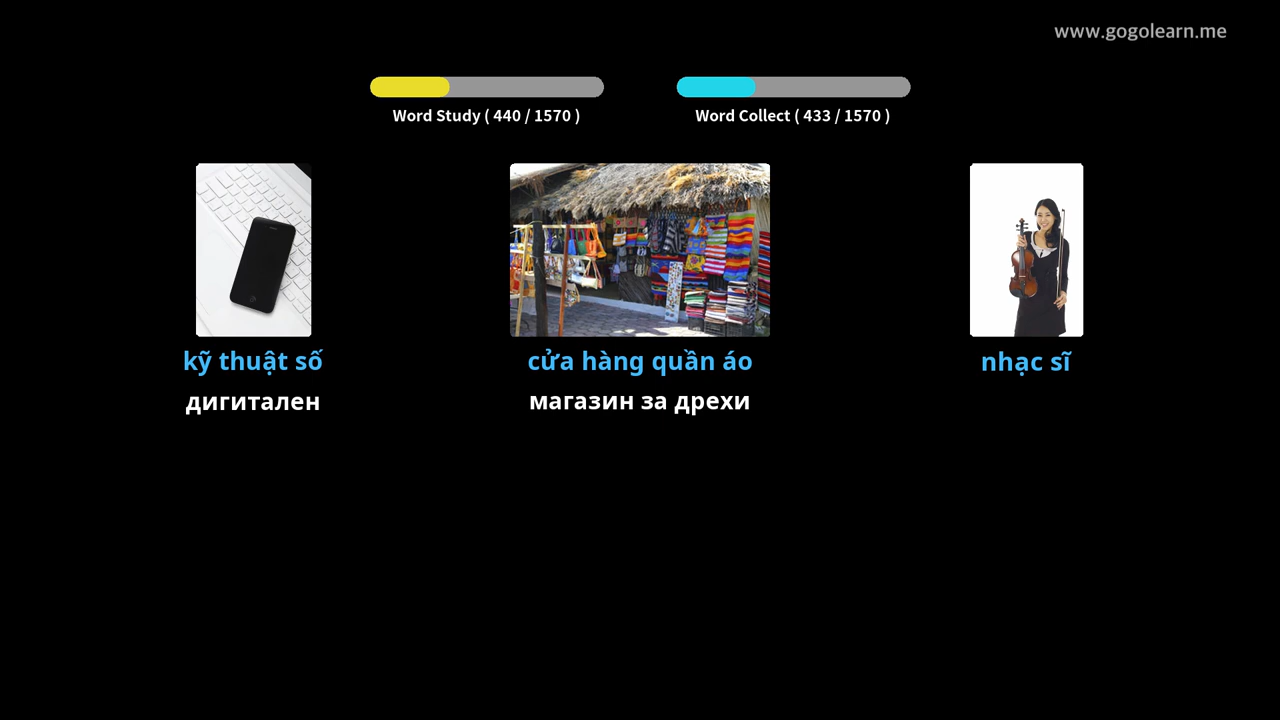 www.gogolearn.me
Word Study ( 440 / 1570 )
Word Collect ( 433 / 1570 )
kỹ thuật số
дигитален
cửa hàng quần áo
магазин за дрехи
nhạc sĩ